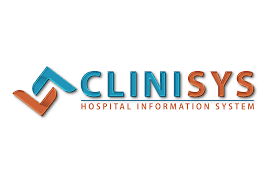 CLINISYS
HOSPITAL INFORMATION SYSTEM